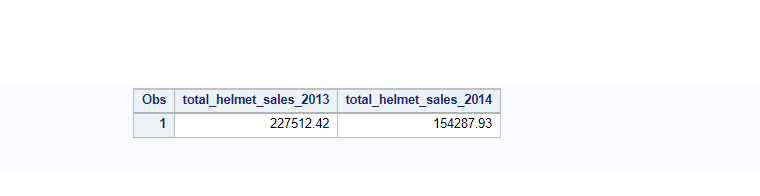 Obs total_helmet_sales_2013 total_helmet_sales_2014
1 227512.42 154287.93